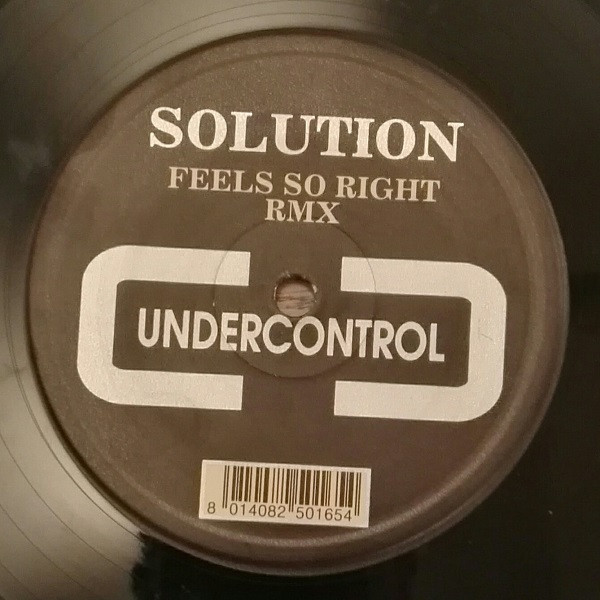 SOLUTION
FEELS SO RIGHT
RMX
UNDERCONTROL
8 014082 501654